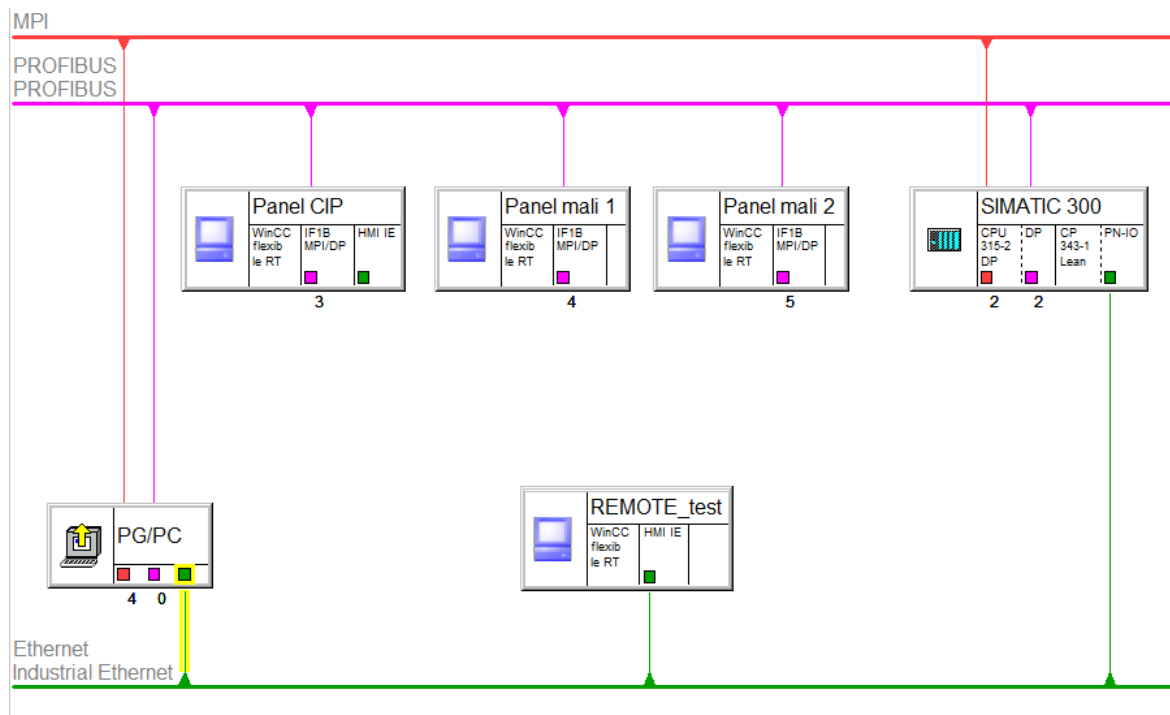 MPI
PROFIBUS
PROFIBUS
Panel CIP
WinCC
flexib
le RT
IF1B
MPI/DP
HMI IE
3
Panel mali 1
WinCC
flexib
le RT
IF1B
MPI/DP
4
Panel mali 2
WinCC
flexib
le RT
IF1B
MPI/DP
5
SIMATIC 300
CPU
315-2
DP
DP
CP
343-1
Lean
PN-IO
2
2
PG/PC
4
0
REMOTE_test
WinCC
flexib
le RT
HMI IE
Ethernet
Industrial Ethernet